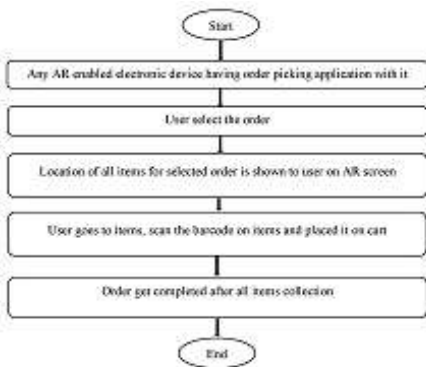 Start
Any AR enabled electronic device having order picking application with it
User select the order
Location of all items for selected order is shown to user on AR screen
User goes to items, scan the barcode on items and placed it on cart
Order get completed after all items collection
End